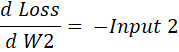 d Loss
d W2
= −Input 2